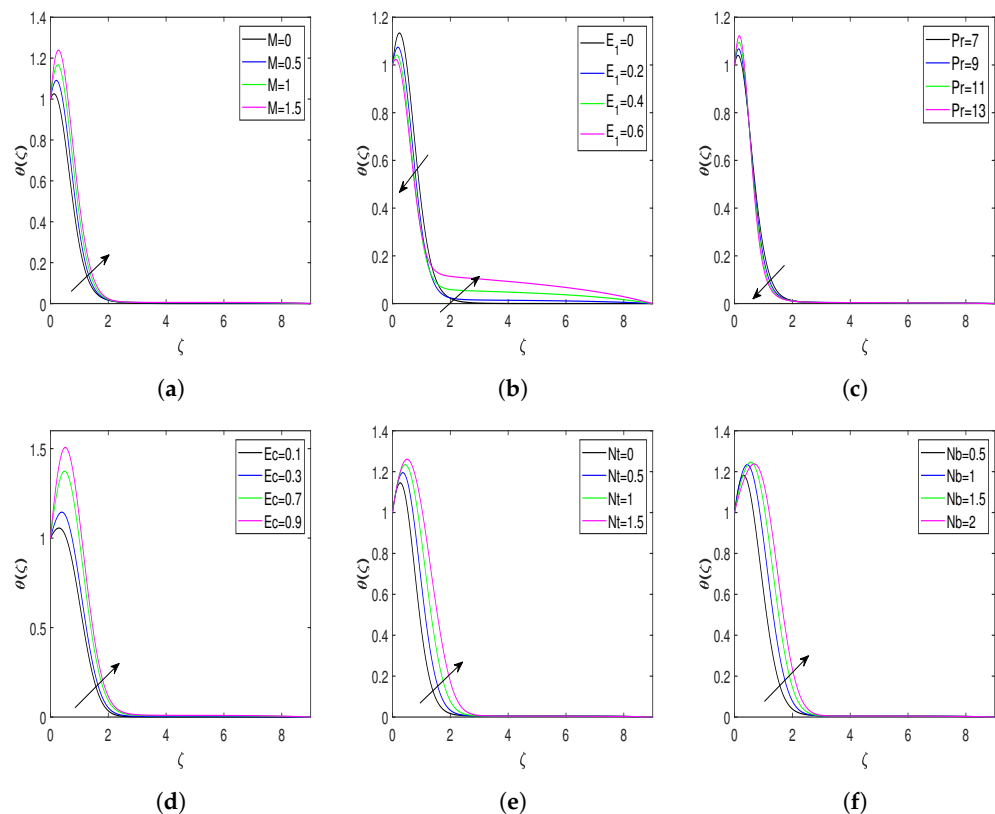 1.4
1.2
1
0.8
0.6
0.4
0.2
0
θ(ζ)
M=0
M=0.5
M=1
M=1.5
0 2 4 6 8
ζ
(a)
1.2
1
0.8
0.6
0.4
0.2
0
θ(ζ)
E1=0
E1=0.2
E1=0.4
E1=0.6
0 2 4 6 8
ζ
(b)
1.2
1
0.8
0.6
0.4
0.2
0
θ(ζ)
Pr=7
Pr=9
Pr=11
Pr=13
0 2 4 6 8
ζ
(c)
1.5
1
0.5
0
θ(ζ)
Ec=0.1
Ec=0.3
Ec=0.7
Ec=0.9
0 2 4 6 8
ζ
(d)
1.4
1.2
1
0.8
0.6
0.4
0.2
0
θ(ζ)
Nt=0
Nt=0.5
Nt=1
Nt=1.5
0 2 4 6 8
ζ
(e)
1.4
1.2
1
0.8
0.6
0.4
0.2
0
θ(ζ)
Nb=0.5
Nb=1
Nb=1.5
Nb=2
0 2 4 6 8
ζ
(f)